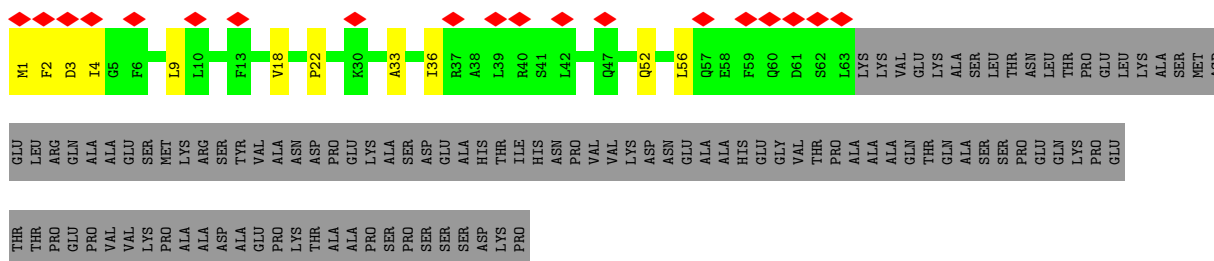 M1 F2 D3 I4 G5 F6 L9 L10 F13 V18 P22 K30 A33 I36 R37 A38 L39 R40 S41 L42 Q47 Q52 L56 Q57 E58 F59 Q60 D61 S62 L63 LYS LYS VAL GLU LYS ALA SER LEU THR ASN LEU THR PRO GLU LEU LYS ALA SER MET ASP
GLU LEU ARG GLN ALA ALA GLU SER MET LYS ARG SER TYR VAL ALA ASN ASP PRO GLU LYS ALA SER ASP GLU ALA HIS THR ILE HIS ASN PRO VAL VAL LYS ASP ASN GLU ALA ALA HIS GLU GLY VAL THR PRO ALA ALA ALA GLN THR GLN ALA SER SER PRO GLU GLN LYS PRO GLU
THR THR PRO GLU PRO VAL VAL LYS PRO ALA ALA ASP ALA GLU PRO LYS THR ALA ALA PRO SER PRO SER SER SER ASP LYS PRO